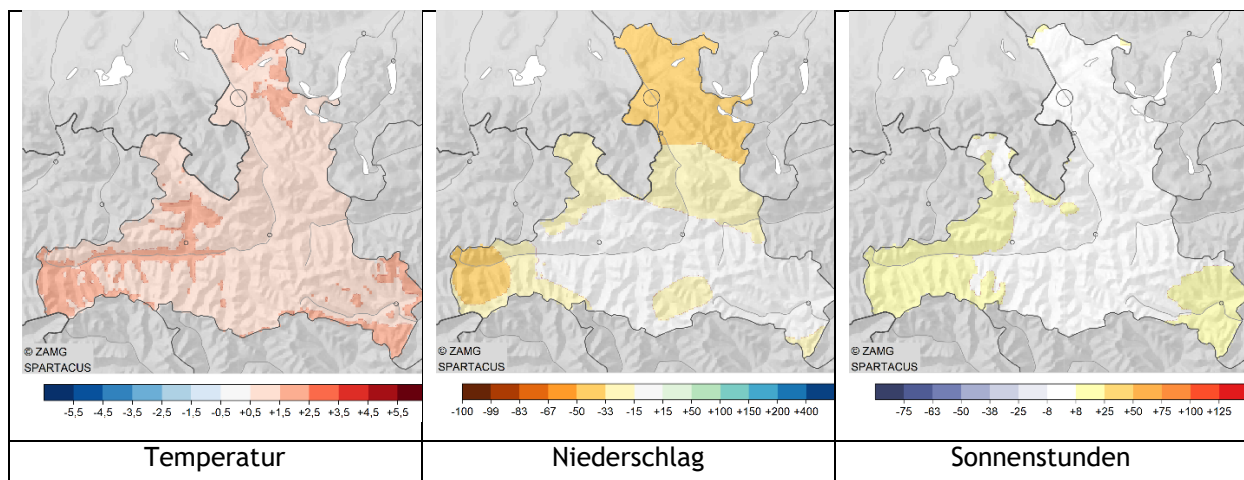 © ZAMG
SPARTACUS
-5,5 -4,5 -3,5 -2,5 -1,5 -0,5 +0,5 +1,5 +2,5 +3,5 +4,5 +5,5
Temperatur
© ZAMG
SPARTACUS
-100 -99 -83 -67 -50 -33 -15 +15 +50 +100 +150 +200 +400
Niederschlag
© ZAMG
SPARTACUS
-75 -63 -50 -38 -25 -8 +8 +25 +50 +75 +100 +125
Sonnenstunden